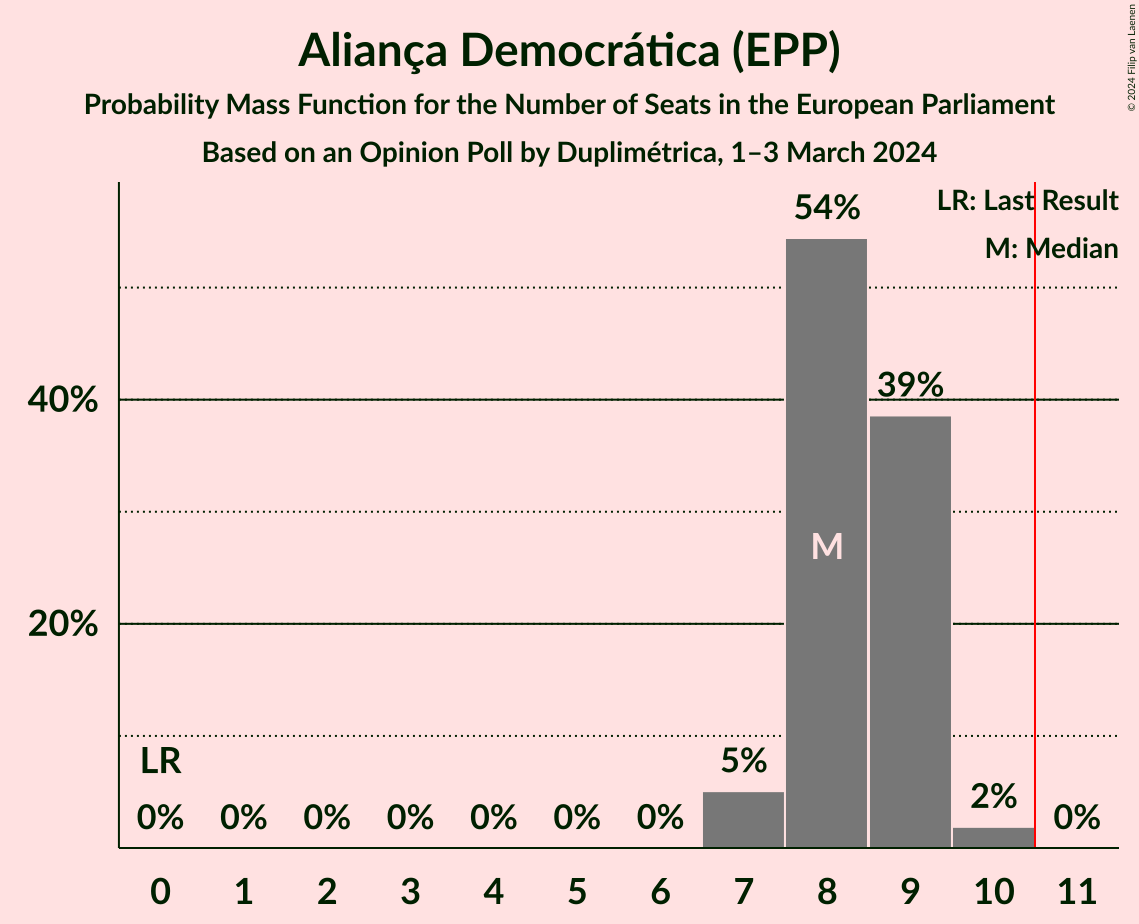 Aliança Democrática (EPP)
Probability Mass Function for the Number of Seats in the European Parliament
Based on an Opinion Poll by Duplimétrica, 1–3 March 2024
© 2024 Filip van Laenen
LR: Last Result
M: Median
54%
39%
40%
M
20%
LR
5%
2%
0% 0% 0% 0% 0% 0% 0% 0%
0 1 2 3 4 5 6 7 8 9 10 11